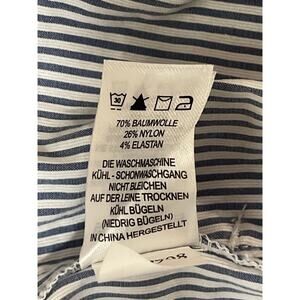 30
70% BAUMWOLLE
26% NYLON
4% ELASTAN
DIE WASCHMASCHINE
KÜHL - SCHONWASCHGANG
NICHT BLEICHEN
AUF DER LEINE TROCKNEN
KÜHL BÜGELN
(NIEDRIG BÜGELN)
IN CHINA HERGESTELLT